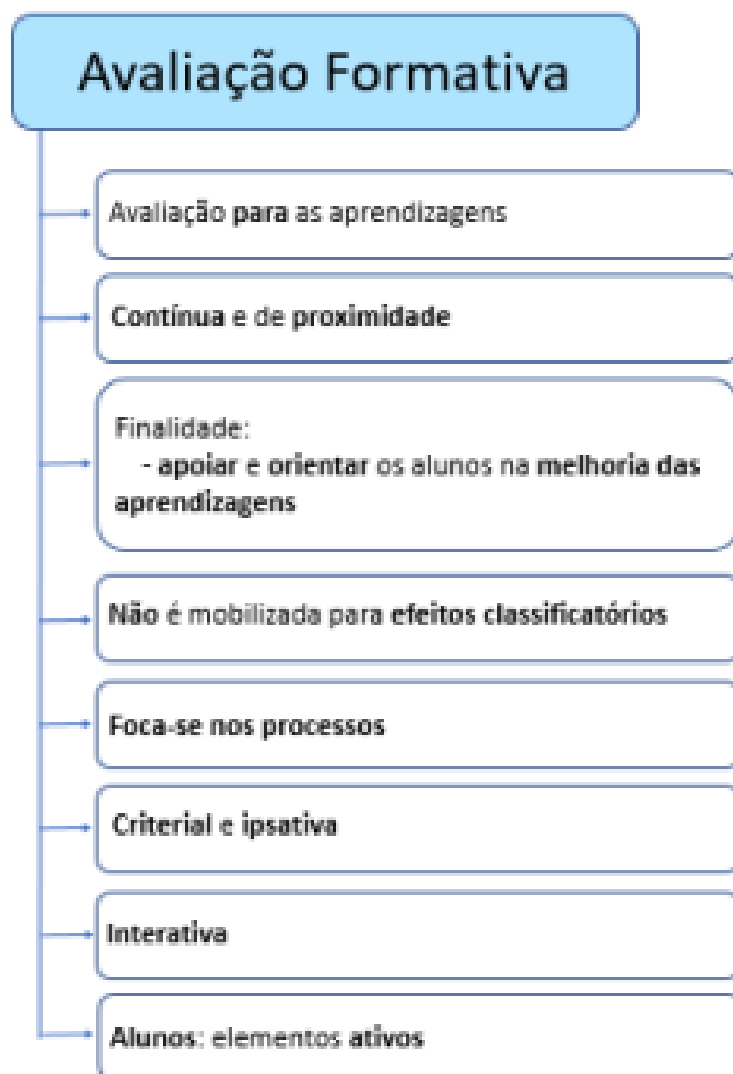 Avaliação Formativa
Avaliação para as aprendizagens
Contínua e de proximidade
Finalidade:
- apoiar e orientar os alunos na melhoria das
aprendizagens
Não é mobilizada para efeitos classificatórios
Foca-se nos processos
Criterial e ipsativa
Interativa
Alunos: elementos ativos